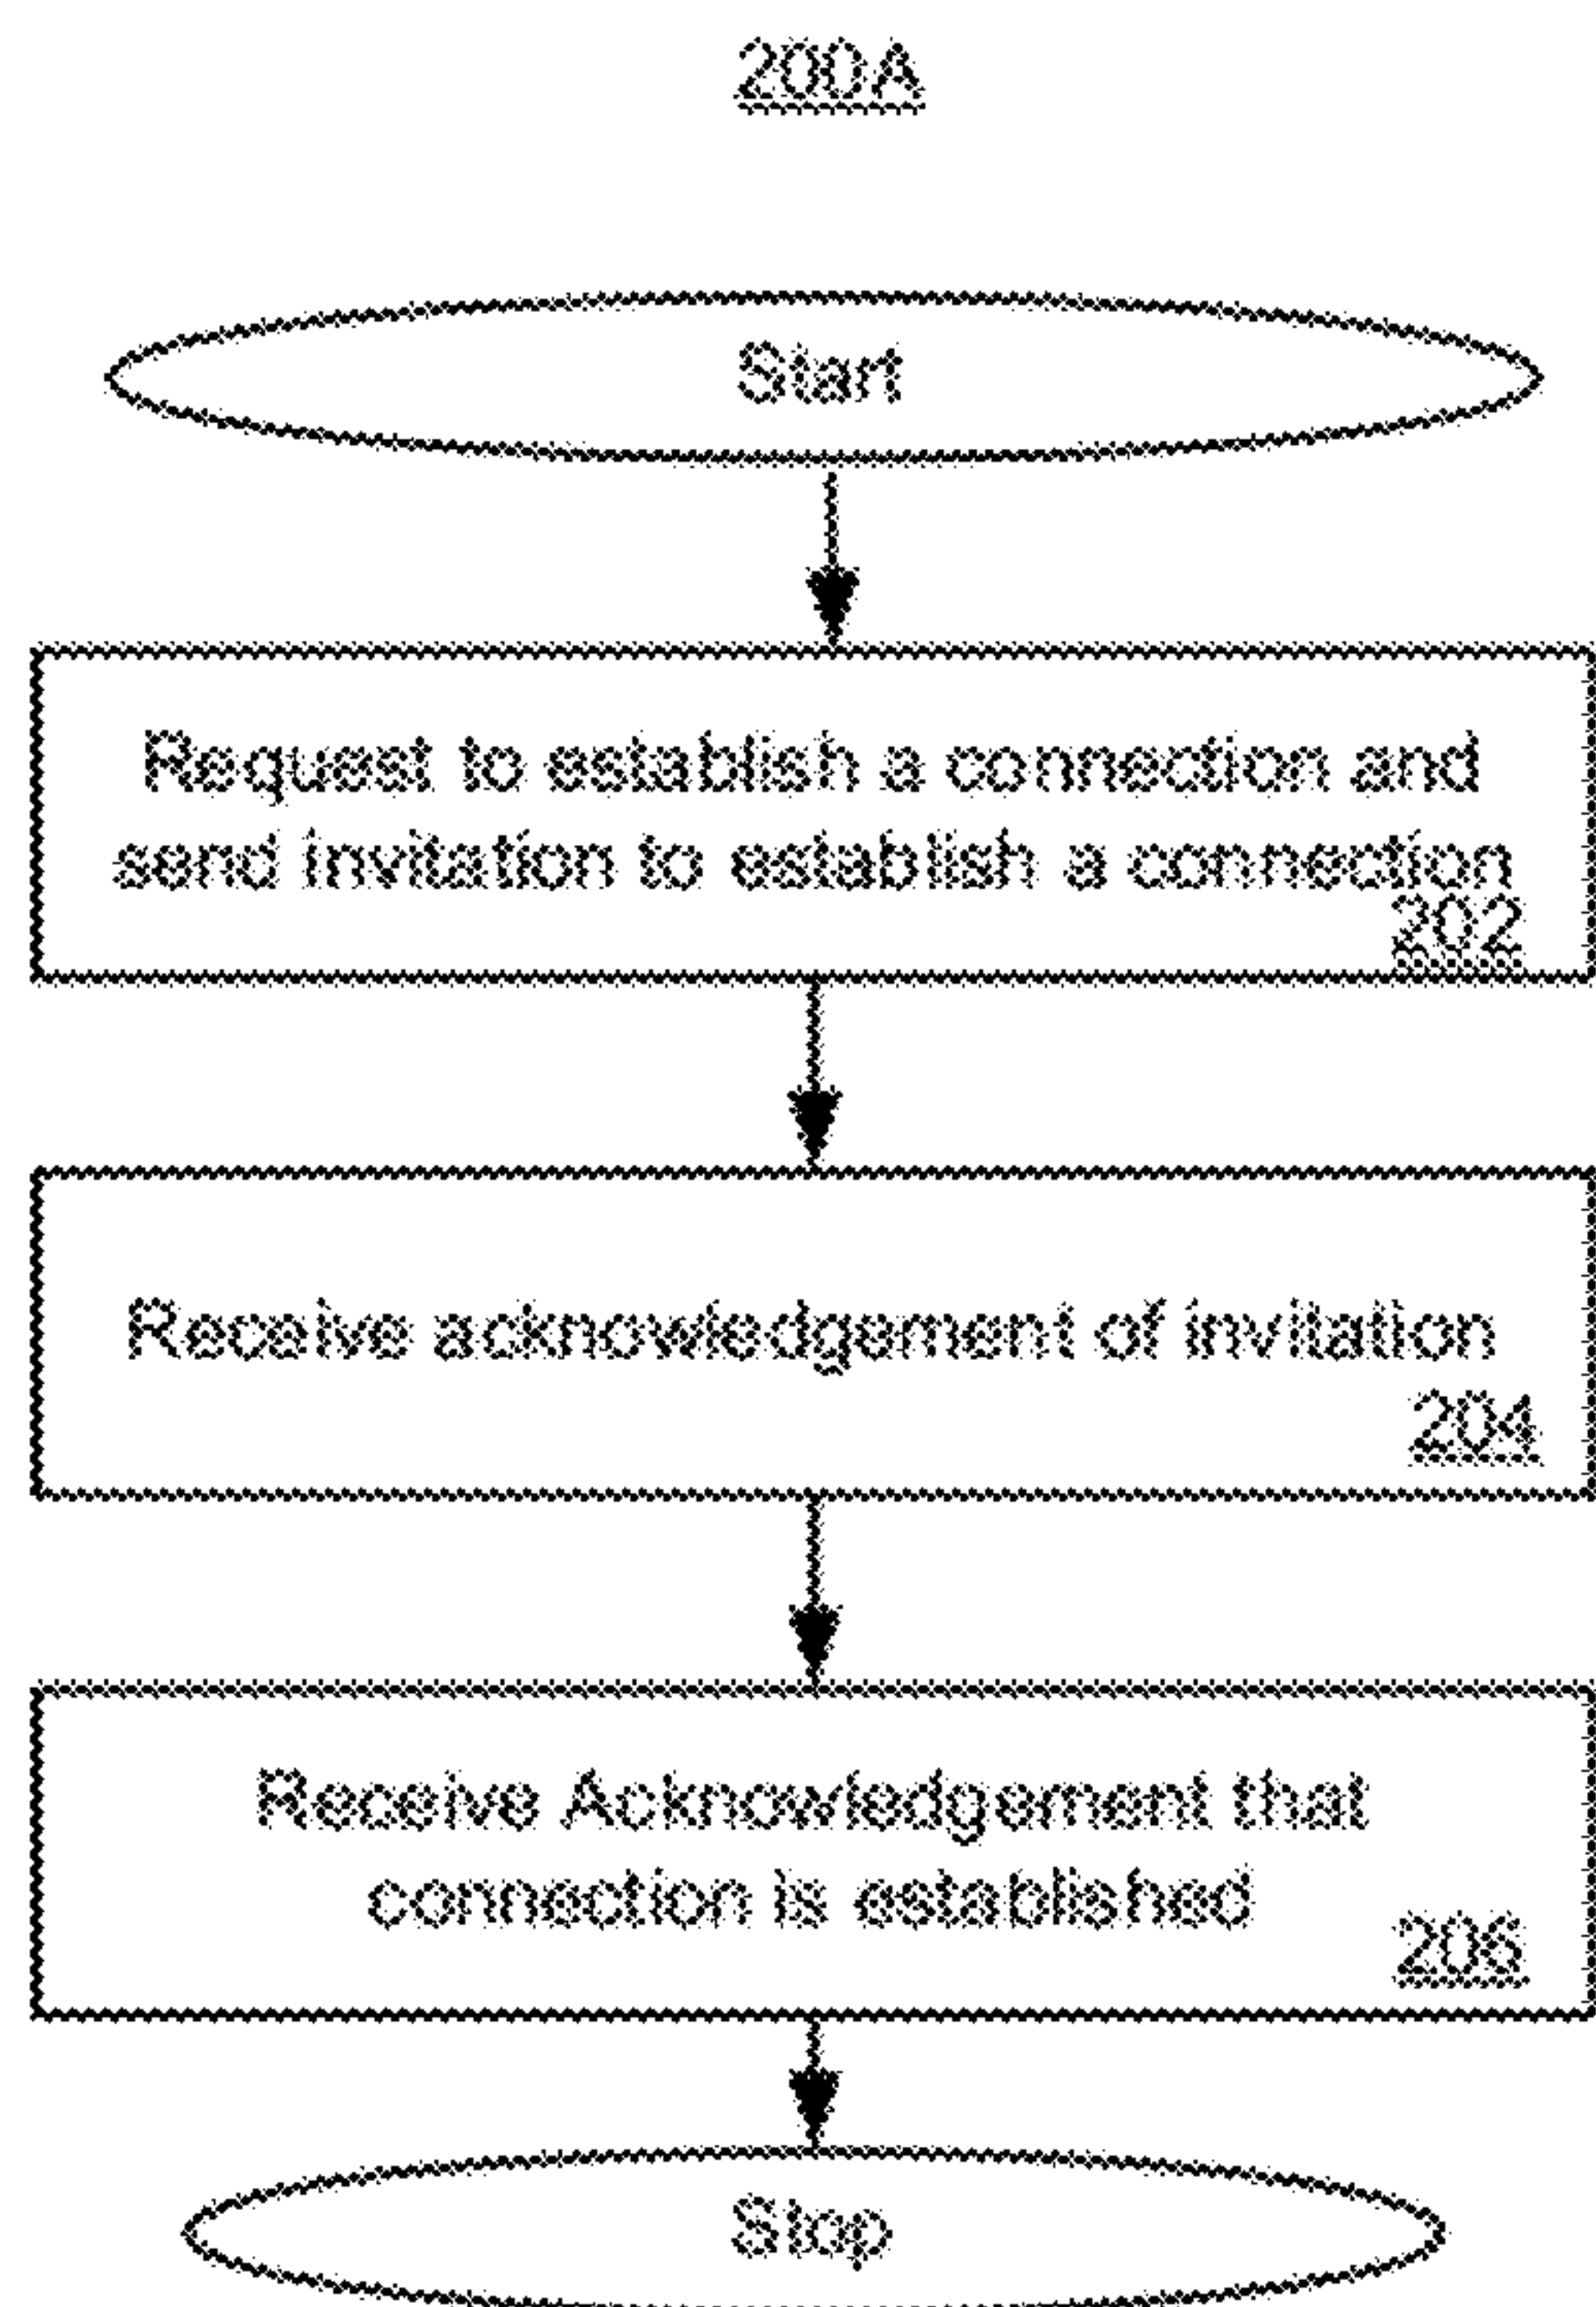 200A
Start
Request to establish a connection and
send invitation to establish a connection
202
Receive acknowledgement of invitation
204
Receive Acknowledgement that
connection is established
206
Stop